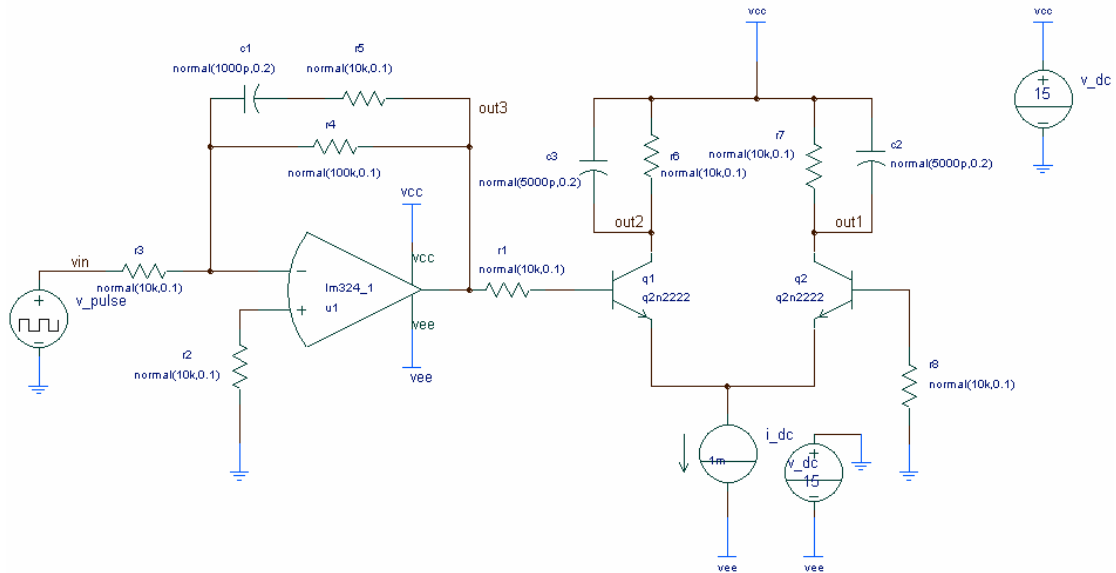 vcc
vcc
c1
normal(1000p,0.2)
r5
normal(10k,0.1)
out3
+
15
−
v_dc
r4
normal(100k,0.1)
c3
normal(5000p,0.2)
r6
normal(10k,0.1)
r7
normal(10k,0.1)
c2
normal(5000p,0.2)
vcc
out2
out1
vin
r3
normal(10k,0.1)
v_pulse
+
−
−
+
lm324_1
u1
vcc
vee
vee
r1
normal(10k,0.1)
q1
q2n2222
q2
q2n2222
r2
normal(10k,0.1)
r8
normal(10k,0.1)
i_dc
1m
+
v_dc
15
−
vee
vee